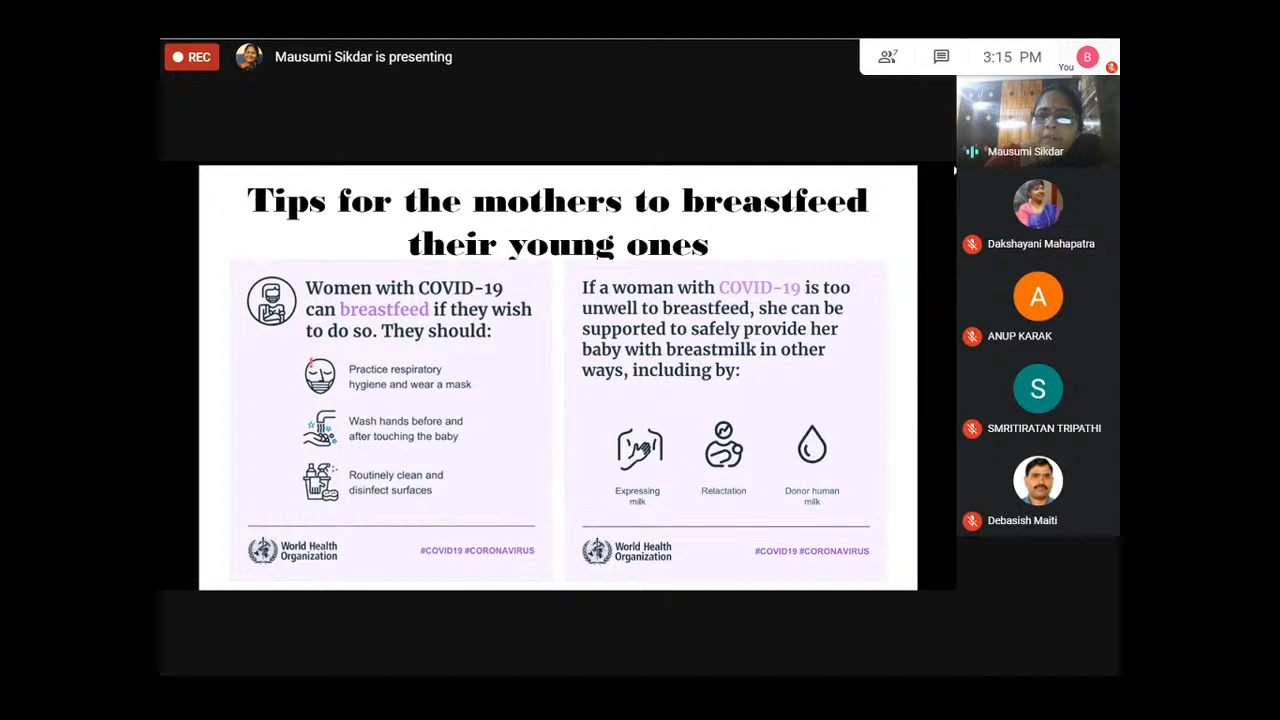 REC
Mausumi Sikdar is presenting
7
3:15 PM
You
B
Mausumi Sikdar
Dakshayani Mahapatra
A
ANUP KARAK
S
SMRITIRATAN TRIPATHI
Debasish Maiti
Tips for the mothers to breastfeed
their young ones
Women with COVID-19
can breastfeed if they wish
to do so. They should:
Practice respiratory
hygiene and wear a mask
Wash hands before and
after touching the baby
Routinely clean and
disinfect surfaces
World Health
Organization
#COVID19 #CORONAVIRUS
If a woman with COVID-19 is too
unwell to breastfeed, she can be
supported to safely provide her
baby with breastmilk in other
ways, including by:
Expressing
milk
Relactation
Donor human
milk
World Health
Organization
#COVID19 #CORONAVIRUS